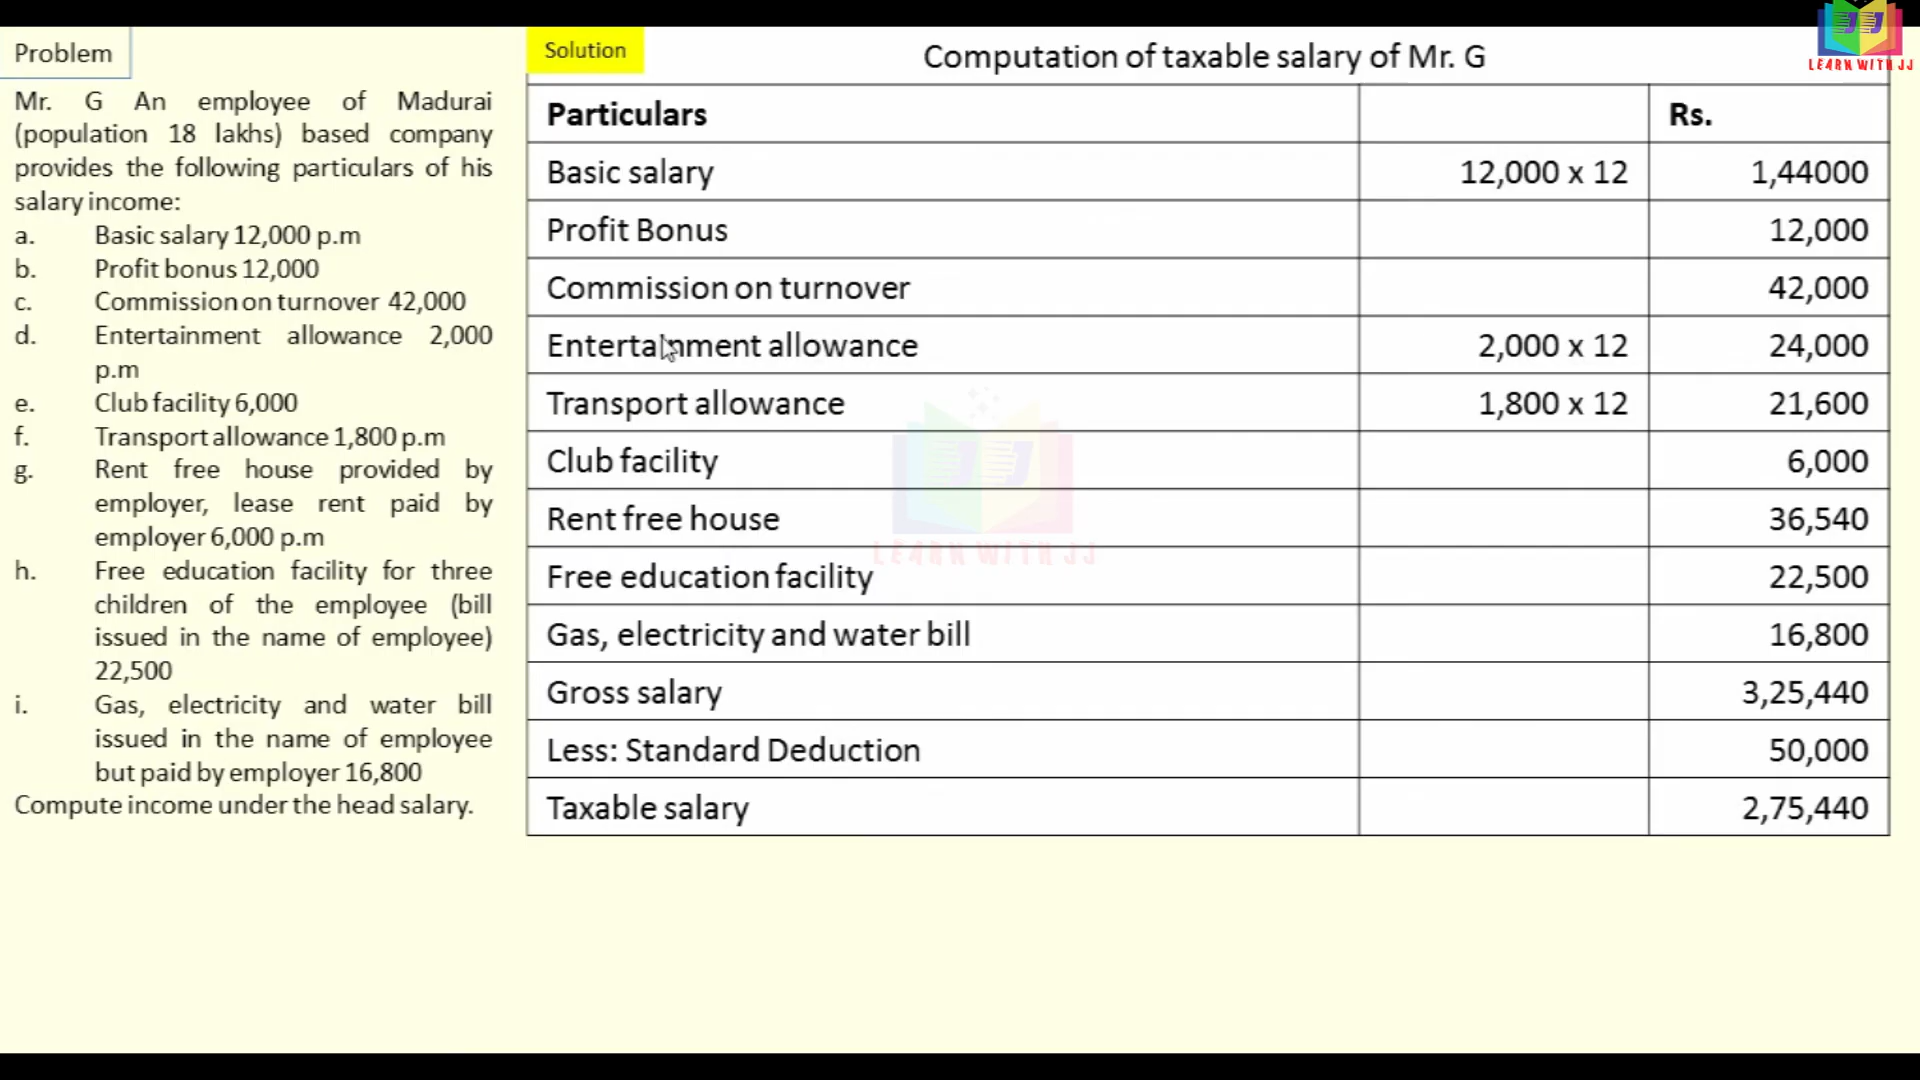 Problem
Mr. G An employee of Madurai
(population 18 lakhs) based company
provides the following particulars of his
salary income:
a. Basic salary 12,000 p.m
b. Profit bonus 12,000
c. Commission on turnover 42,000
d. Entertainment allowance 2,000
p.m
e. Club facility 6,000
f. Transport allowance 1,800 p.m
g. Rent free house provided by
employer, lease rent paid by
employer 6,000 p.m
h. Free education facility for three
children of the employee (bill
issued in the name of employee)
22,500
i. Gas, electricity and water bill
issued in the name of employee
but paid by employer 16,800
Compute income under the head salary.
Solution
Computation of taxable salary of Mr. G
Particulars Rs.
Basic salary 12,000 x 12 1,44000
Profit Bonus 12,000
Commission on turnover 42,000
Entertainment allowance 2,000 x 12 24,000
Transport allowance 1,800 x 12 21,600
Club facility 6,000
Rent free house 36,540
Free education facility 22,500
Gas, electricity and water bill 16,800
Gross salary 3,25,440
Less: Standard Deduction 50,000
Taxable salary 2,75,440
JJ
LEARN WITH JJ
JJ
LEARN WITH JJ